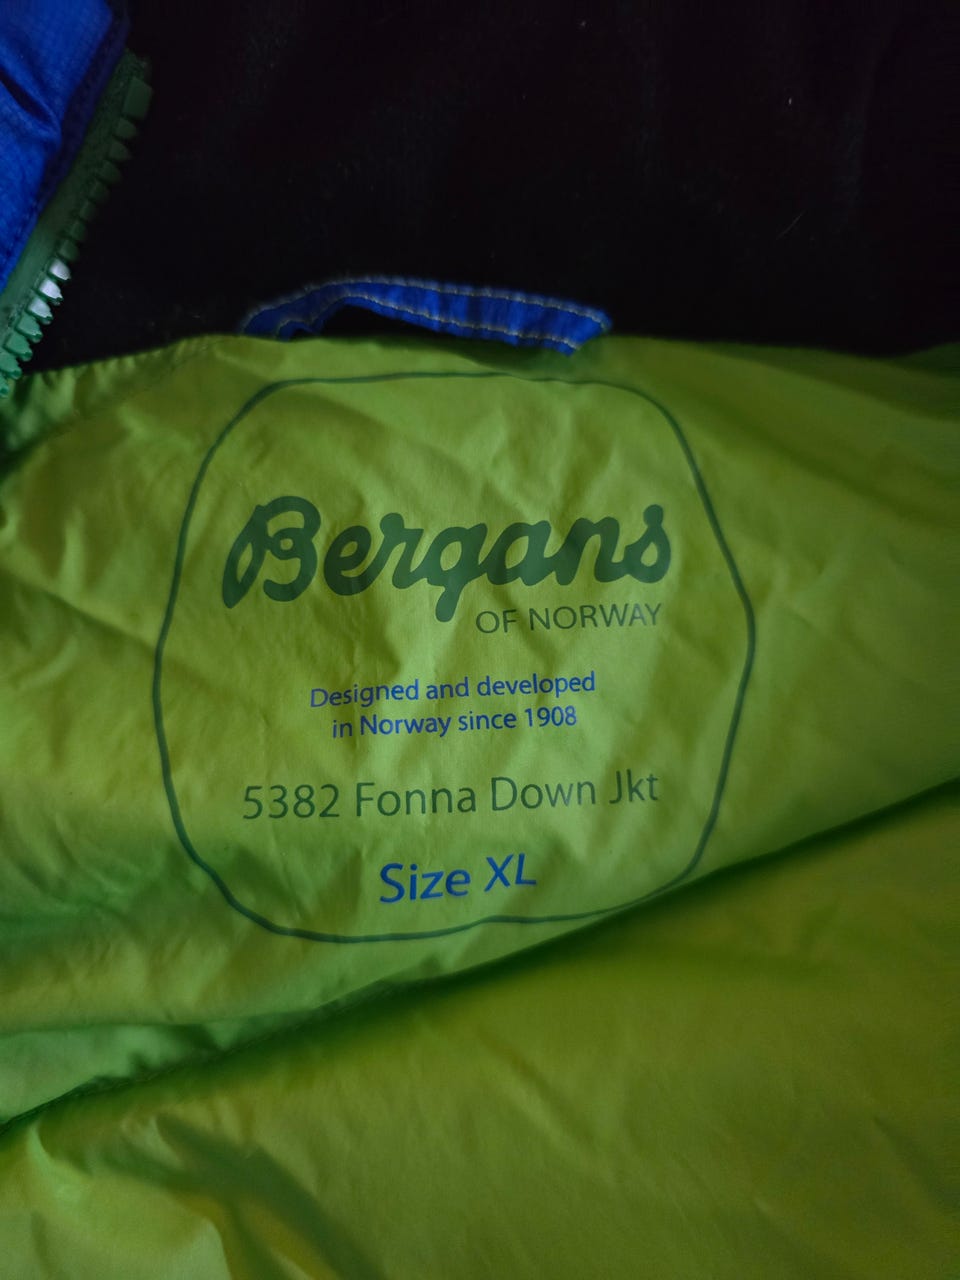 Bergans
OF NORWAY
Designed and developed
in Norway since 1908
5382 Fonna Down Jkt
Size XL